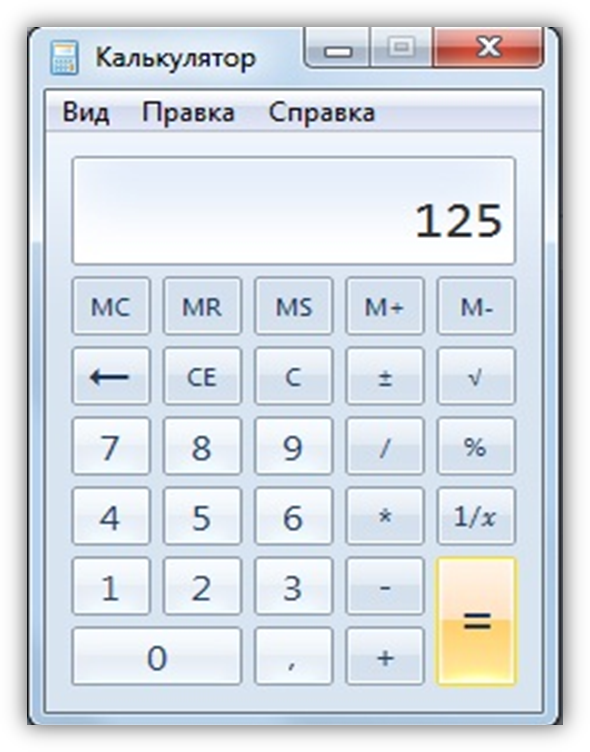 Калькулятор
Вид Правка Справка
125
MC MR MS M+ M-
← CE C ± √
7 8 9 / %
4 5 6 * 1/x
1 2 3 - =
0 , +